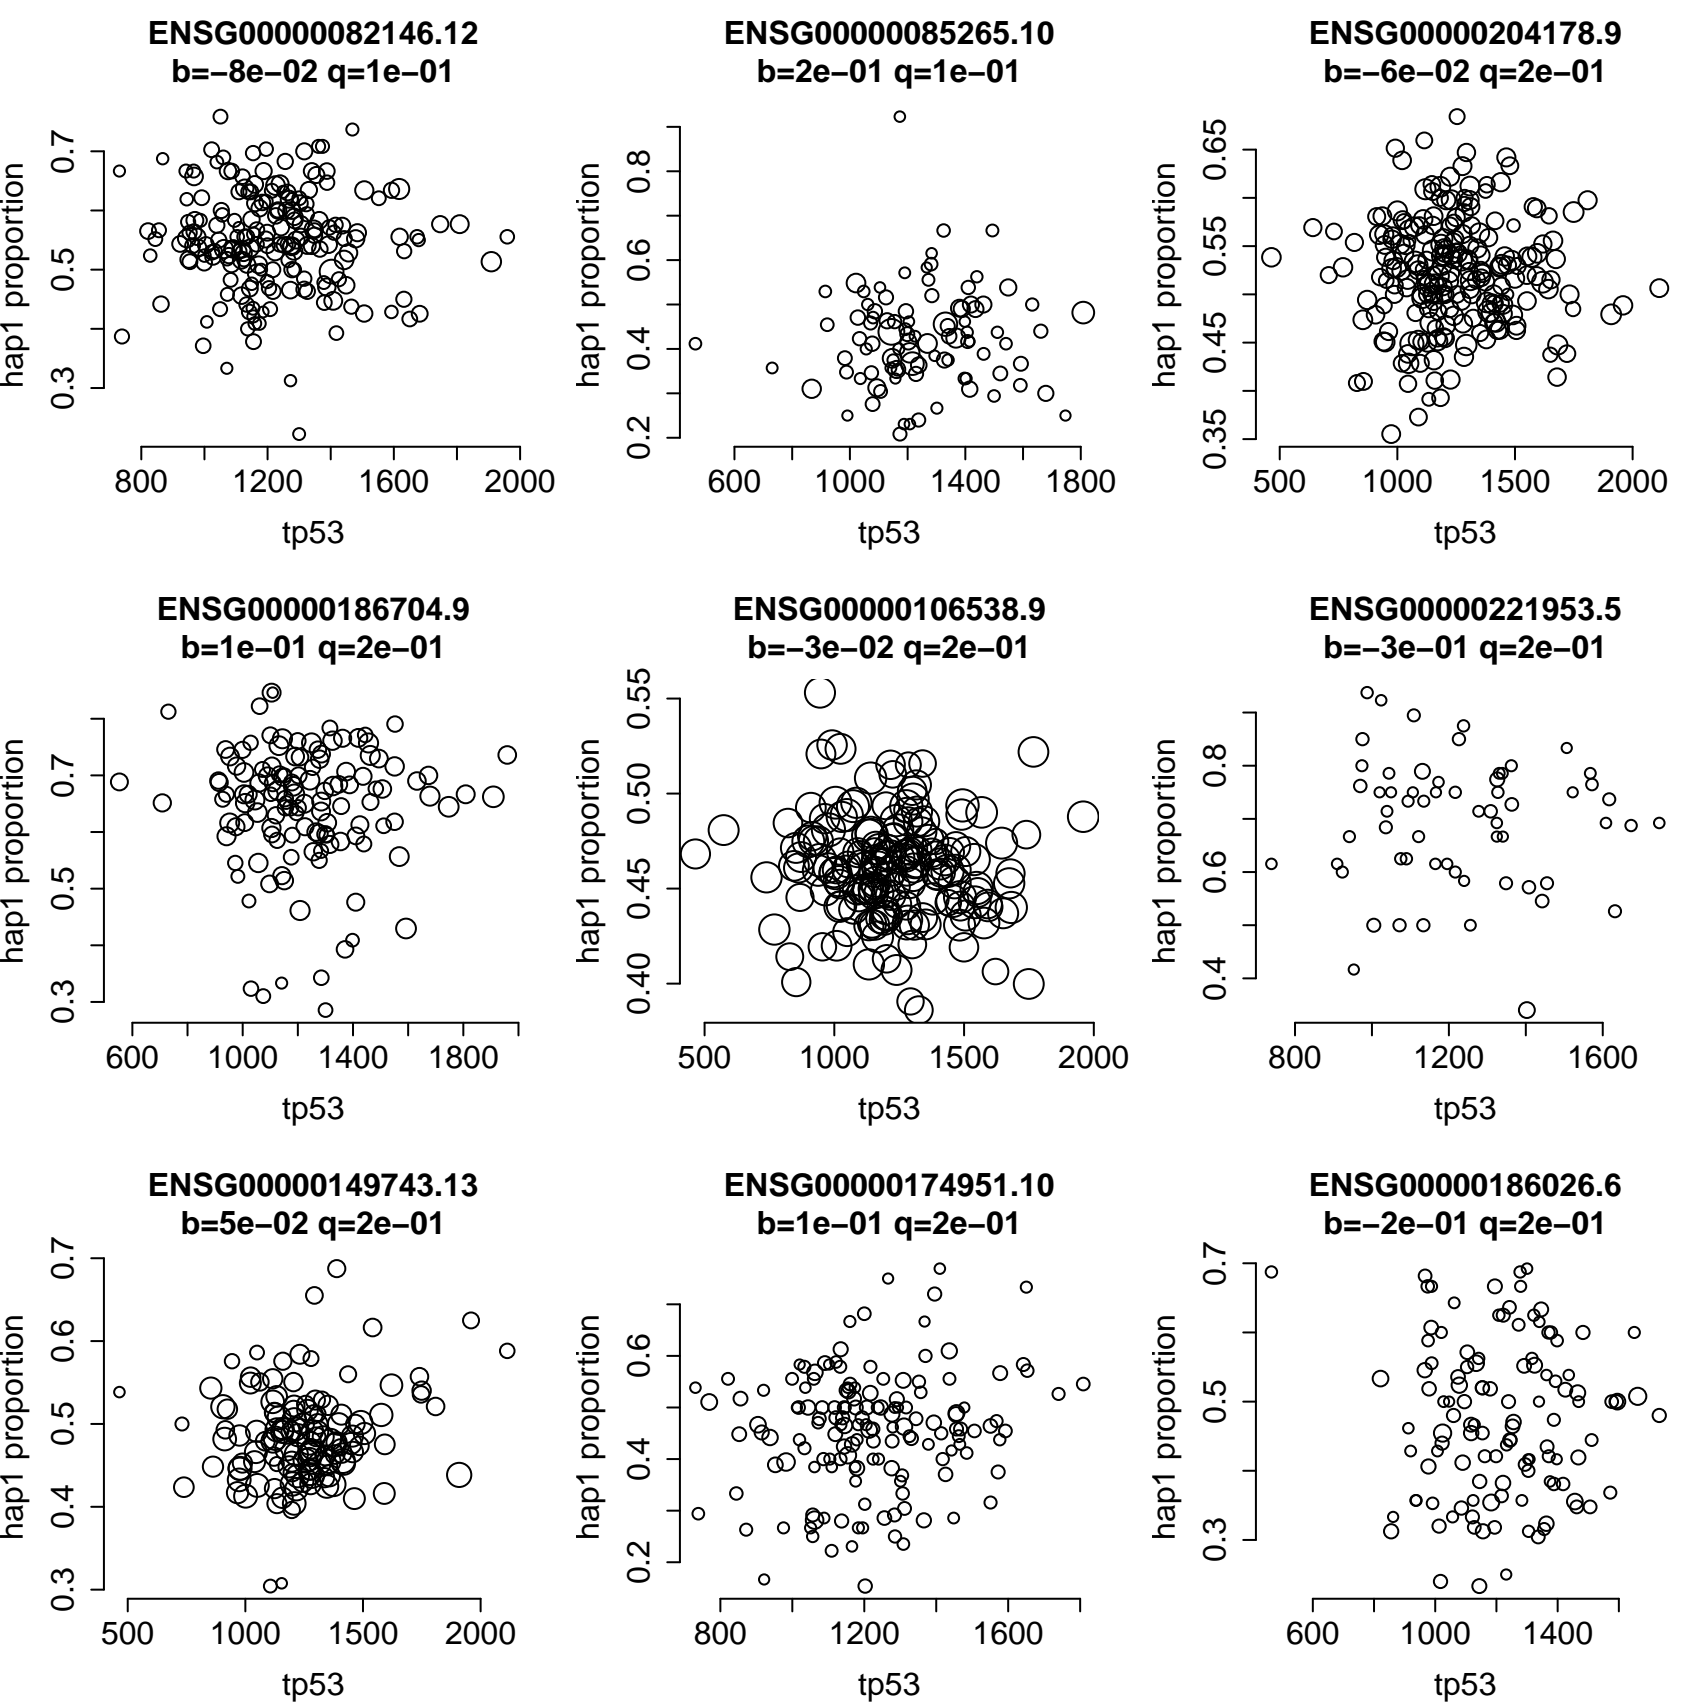 ENSG00000082146.12
b=−8e−02 q=1e−01
hap1 proportion
0.3 0.5 0.7
800 1200 1600 2000
tp53
ENSG00000085265.10
b=2e−01 q=1e−01
hap1 proportion
0.2 0.4 0.6 0.8
600 1000 1400 1800
tp53
ENSG00000204178.9
b=−6e−02 q=2e−01
hap1 proportion
0.35 0.45 0.55 0.65
500 1000 1500 2000
tp53
ENSG00000186704.9
b=1e−01 q=2e−01
hap1 proportion
0.3 0.5 0.7
600 1000 1400 1800
tp53
ENSG00000106538.9
b=−3e−02 q=2e−01
hap1 proportion
0.40 0.45 0.50 0.55
500 1000 1500 2000
tp53
ENSG00000221953.5
b=−3e−01 q=2e−01
hap1 proportion
0.4 0.6 0.8
800 1200 1600
tp53
ENSG00000149743.13
b=5e−02 q=2e−01
hap1 proportion
0.3 0.4 0.5 0.6 0.7
500 1000 1500 2000
tp53
ENSG00000174951.10
b=1e−01 q=2e−01
hap1 proportion
0.2 0.4 0.6
800 1200 1600
tp53
ENSG00000186026.6
b=−2e−01 q=2e−01
hap1 proportion
0.3 0.5 0.7
600 1000 1400
tp53